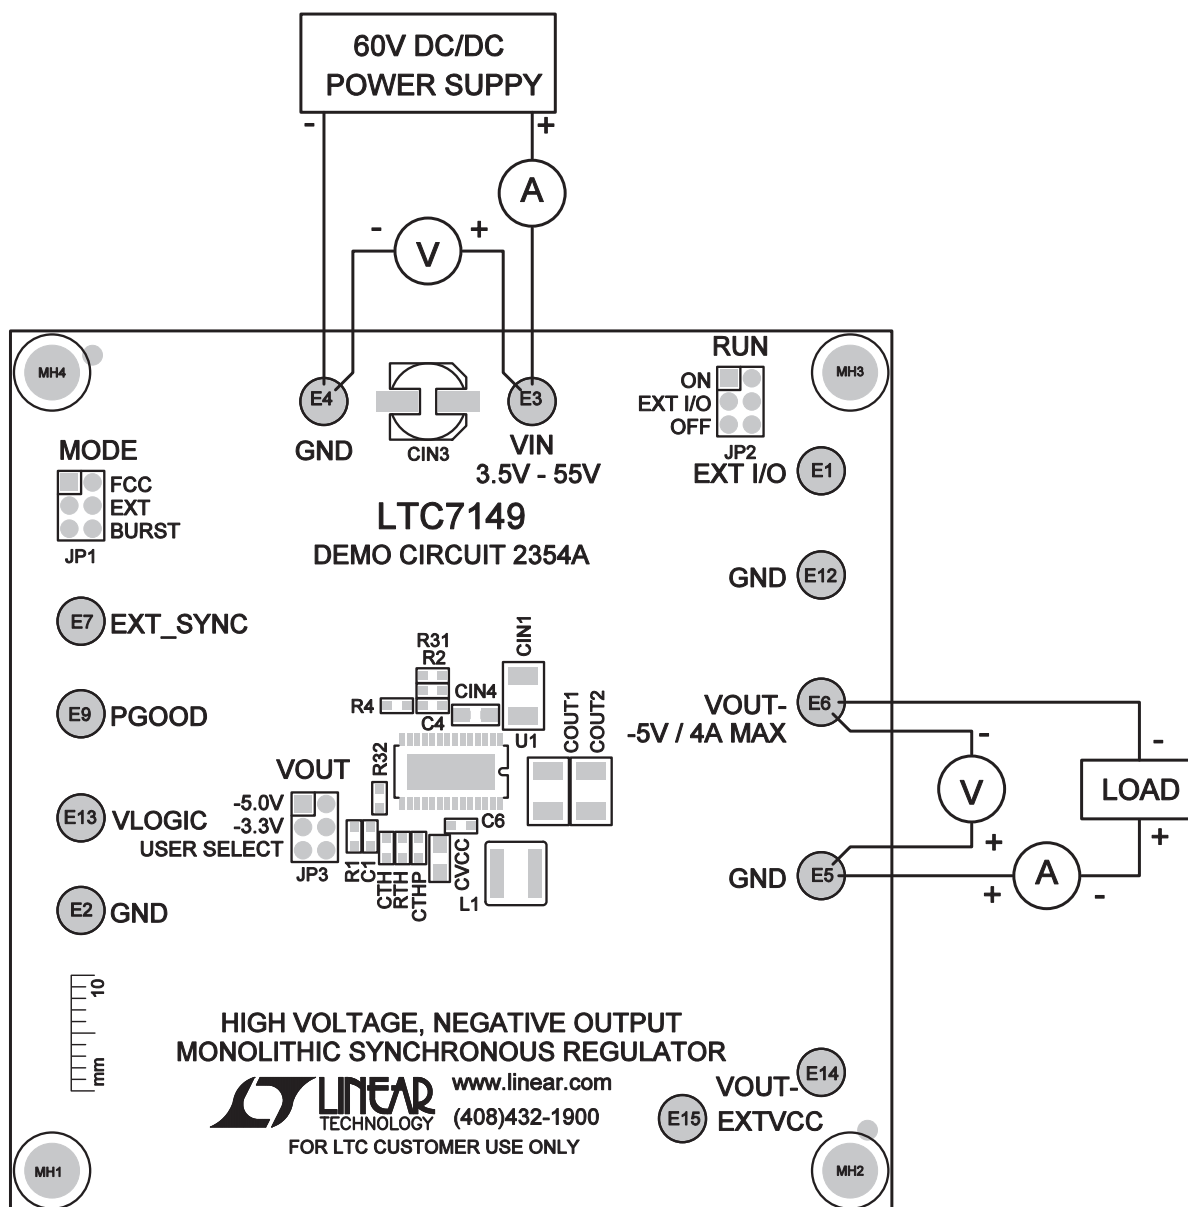 60V DC/DC
POWER SUPPY
-
+
A
-
V
+
MH4
E4
GND
CIN3
E3
VIN
3.5V - 55V
RUN
ON
EXT I/O
OFF
JP2
MH3
EXT I/O
E1
MODE
FCC
EXT
BURST
JP1
LTC7149
DEMO CIRCUIT 2354A
GND
E12
E7
EXT_SYNC
E9
PGOOD
R31
R2
R4
C4
CIN4
CIN1
U1
COUT1
COUT2
VOUT-
-5V / 4A MAX
E6
-
V
+
-
LOAD
+
E13
VLOGIC
VOUT
-5.0V
-3.3V
USER SELECT
JP3
R32
R1
C1
CTH
RTH
CTHP
CVCC
C6
L1
GND
E5
+
A
-
E2
GND
10
mm
HIGH VOLTAGE, NEGATIVE OUTPUT
MONOLITHIC SYNCHRONOUS REGULATOR
LINEAR
TECHNOLOGY
www.linear.com
(408)432-1900
FOR LTC CUSTOMER USE ONLY
VOUT-
E14
E15
EXTVCC
MH1
MH2